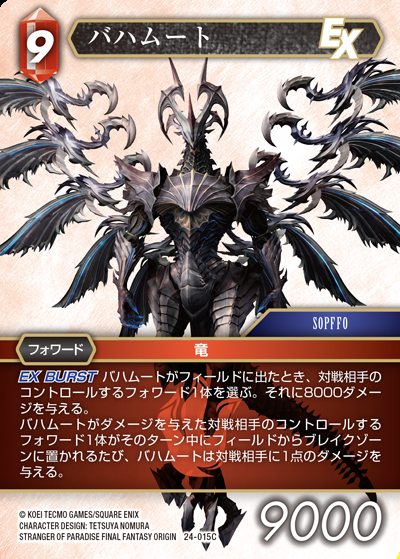 9
バハムート
EX
SOPFFO
フォワード
竜
EX BURST バハムートがフィールドに出たとき、対戦相手の
コントロールするフォワード1体を選ぶ。それに8000ダメー
ジを与える。
バハムートがダメージを与えた対戦相手のコントロールする
フォワード1体がそのターン中にフィールドからブレイクゾー
ンに置かれるたび、バハムートは対戦相手に1点のダメージを
与える。
© KOEI TECMO GAMES/SQUARE ENIX
CHARACTER DESIGN: TETSUYA NOMURA
STRANGER OF PARADISE FINAL FANTASY ORIGIN
24-015C
9000